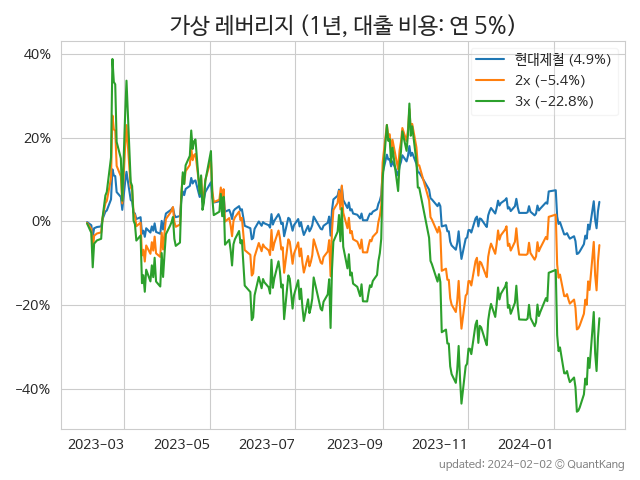 가상 레버리지 (1년, 대출 비용: 연 5%)
현대제철 (4.9%)
2x (−5.4%)
3x (−22.8%)
40%
20%
0%
−20%
−40%
2023-03 2023-05 2023-07 2023-09 2023-11 2024-01
updated: 2024-02-02 © QuantKang